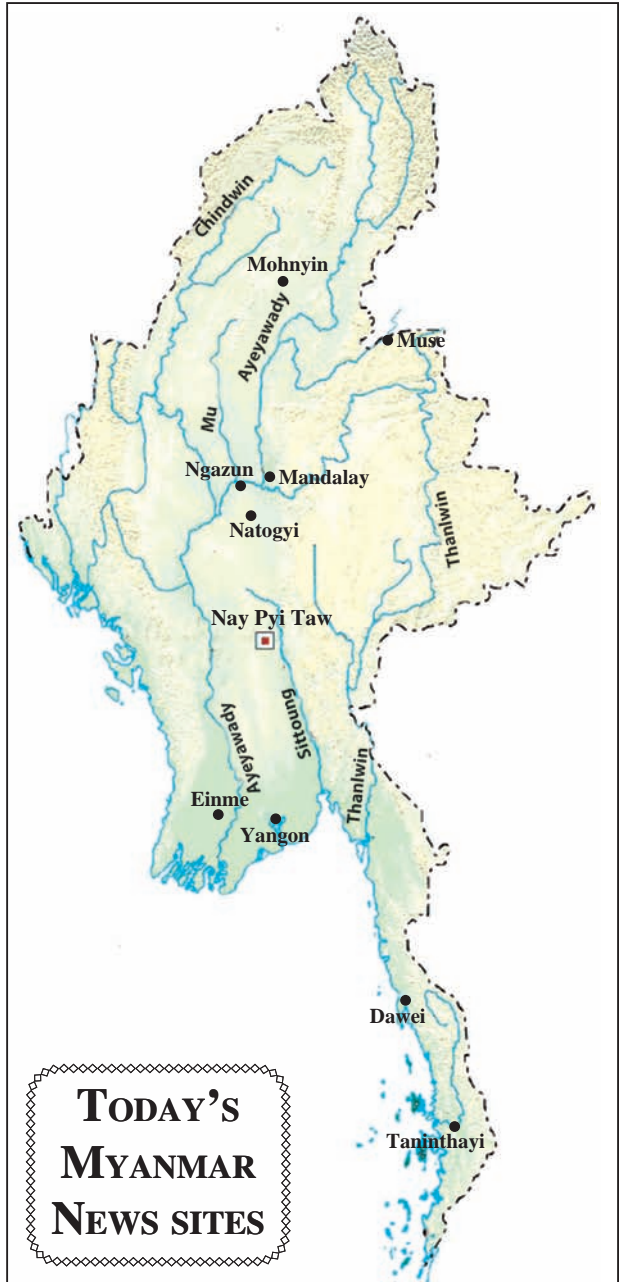 Chindwin
Mohnyin
Ayeyawady
Muse
Mu
Ngazun
Mandalay
Natogyi
Thanlwin
Nay Pyi Taw
Ayeyawady
Sittoung
Thanlwin
Einme
Yangon
Dawei
Taninthayi
TODAY'S
MYANMAR
NEWS SITES